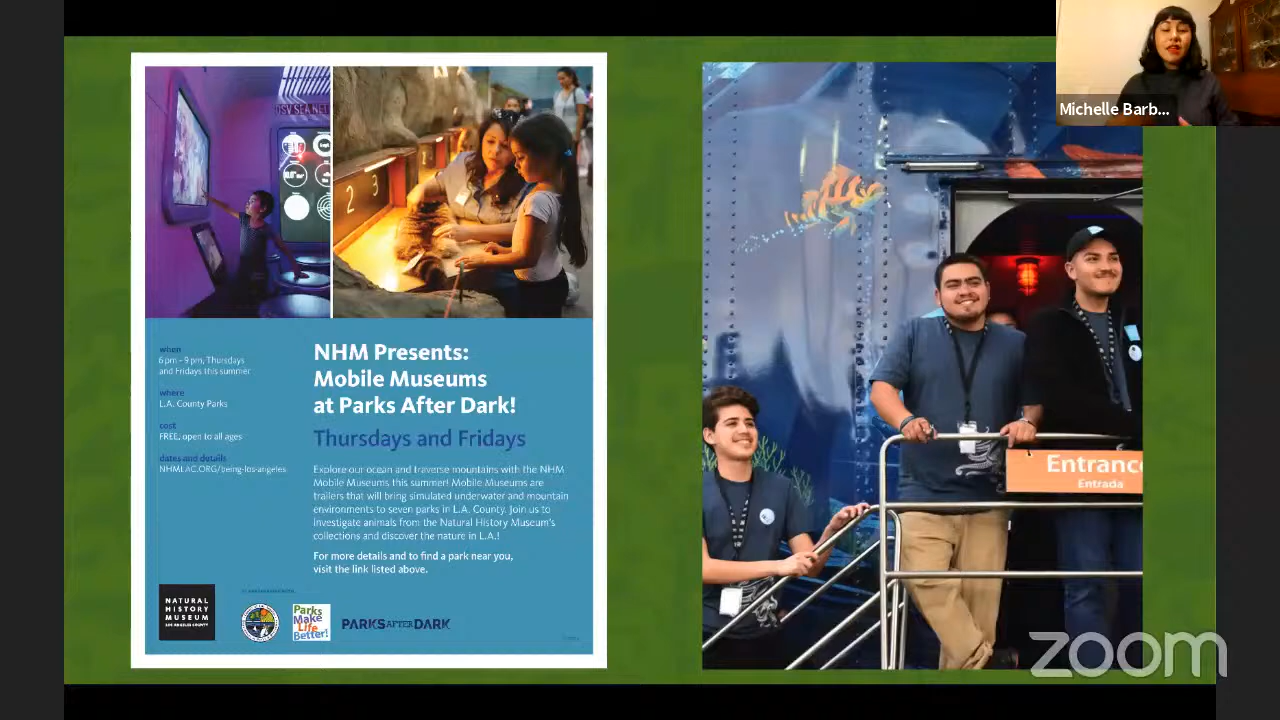 Michelle Barb...
2
3
when
6 pm - 9 pm, Thursdays
and Fridays this summer
where
L.A. County Parks
cost
FREE, open to all ages
dates and details
NHMLAC.ORG/being-los-angeles
NHM Presents:
Mobile Museums
at Parks After Dark!
Thursdays and Fridays
Explore our ocean and traverse mountains with the NHM
Mobile Museums this summer! Mobile Museums are
trailers that will bring simulated underwater and mountain
environments to seven parks in L.A. County. Join us to
investigate animals from the Natural History Museum's
collections and discover the nature in L.A.!
For more details and to find a park near you,
visit the link listed above.
NATURAL
HISTORY
MUSEUM
LOS ANGELES COUNTY
Parks
Make
Life
Better!
PARKS AFTER DARK
Entrance
Entrada
zoom